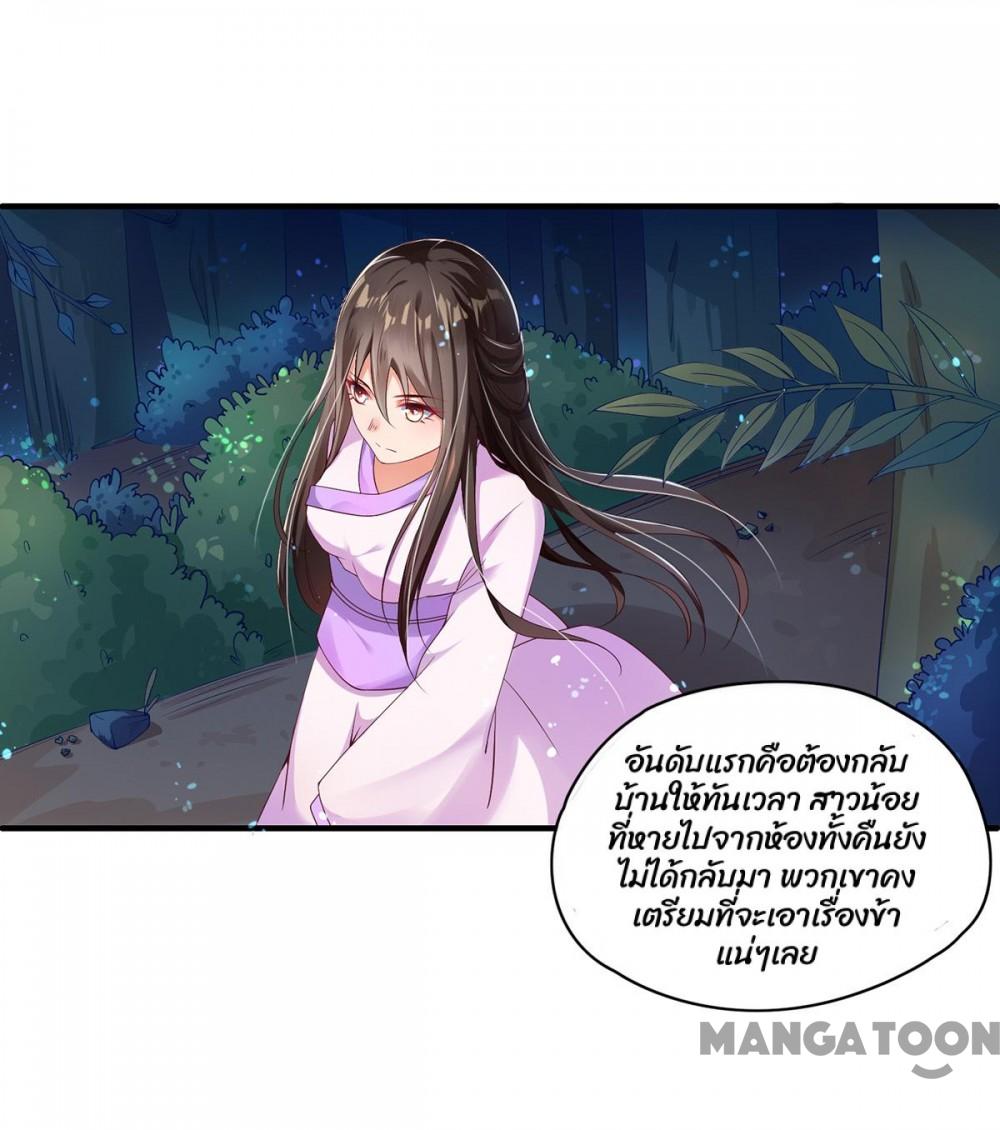 อันดับแรกคือต้องกลับ
บ้านให้ทันเวลา สาวน้อย
ที่หายไปจากห้องทั้งคืนยัง
ไม่ได้กลับมา พวกเขาคง
เตรียมที่จะเอาเรื่องข้า
แน่ๆเลย
MANGATOON